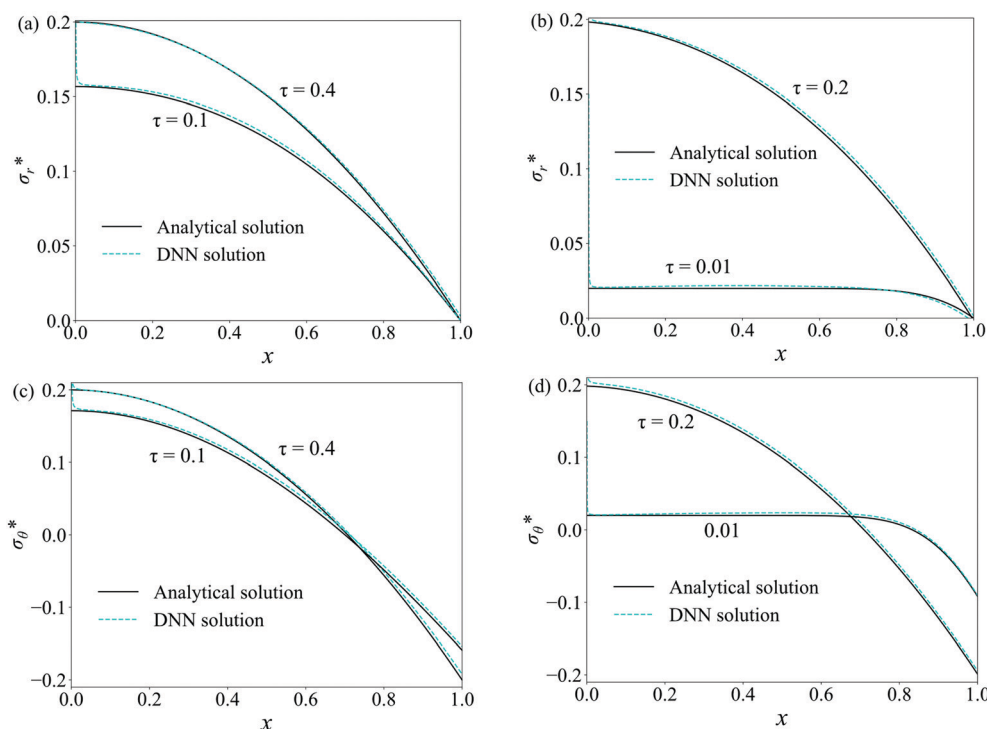 (a)
0.2
0.15
0.1
0.05
0.0
σr*
τ = 0.4
τ = 0.1
Analytical solution
DNN solution
0.0 0.2 0.4 0.6 0.8 1.0
x
(b)
0.2
0.15
0.1
0.05
0.0
σr*
τ = 0.2
Analytical solution
DNN solution
τ = 0.01
0.0 0.2 0.4 0.6 0.8 1.0
x
(c)
0.2
0.1
0.0
−0.1
−0.2
σθ*
τ = 0.1
τ = 0.4
Analytical solution
DNN solution
0.0 0.2 0.4 0.6 0.8 1.0
x
(d)
0.2
0.1
0.0
−0.1
−0.2
σθ*
τ = 0.2
0.01
Analytical solution
DNN solution
0.0 0.2 0.4 0.6 0.8 1.0
x